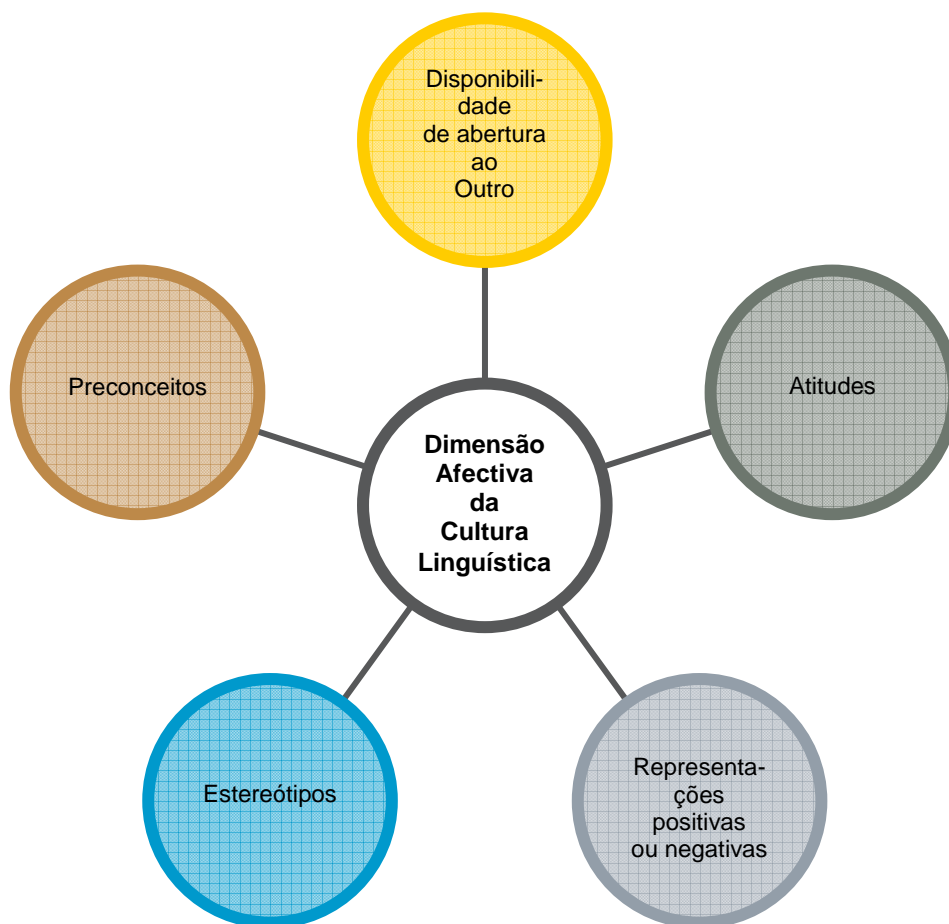 Disponibili-
dade
de abertura
ao
Outro
Preconceitos
Atitudes
Dimensão
Afectiva
da
Cultura
Linguística
Estereótipos
Representa-
ções
positivas
ou negativas